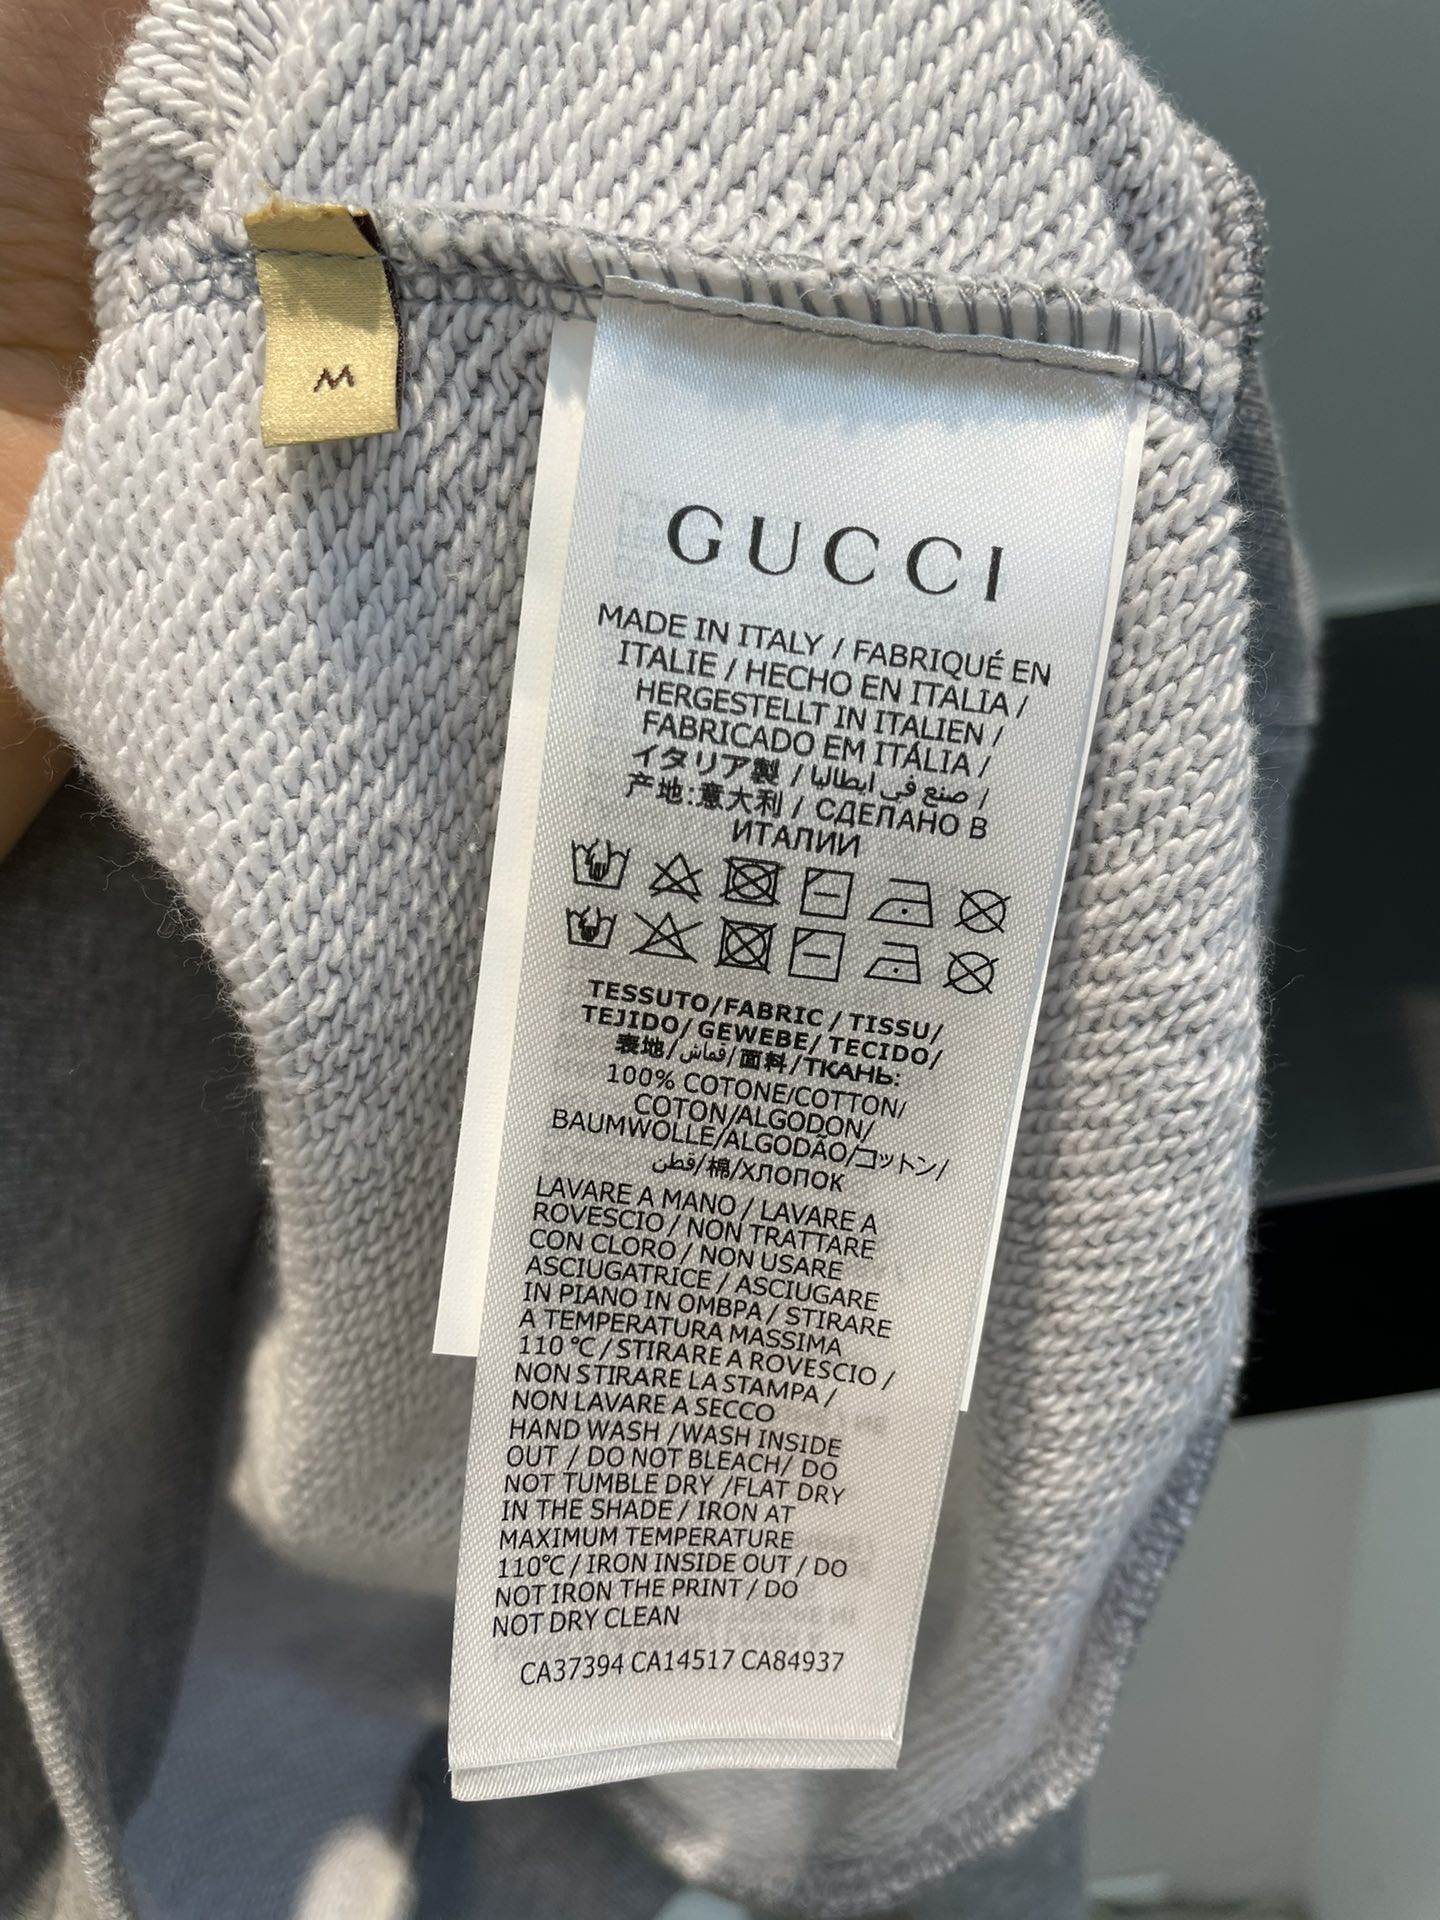 M
GUCCI
MADE IN ITALY / FABRIQUÉ EN
ITALIE / HECHO EN ITALIA /
HERGESTELLT IN ITALIEN /
FABRICADO EM ITÁLIA /
イタリア製 / صنع في ايطاليا /
产地:意大利 / СДЕЛАНО В
ИТАЛИИ
TESSUTO/FABRIC / TISSU/
TEJIDO/ GEWEBE/ TECIDO/
表地/قماش/面料/ТКАНЬ:
100% COTONE/COTTON/
COTON/ALGODON/
BAUMWOLLE/ALGODÃO/コットン/
قطن/棉/ХЛОПОК
LAVARE A MANO / LAVARE A
ROVESCIO / NON TRATTARE
CON CLORO / NON USARE
ASCIUGATRICE / ASCIUGARE
IN PIANO IN OMBPA / STIRARE
A TEMPERATURA MASSIMA
110 °C / STIRARE A ROVESCIO /
NON STIRARE LA STAMPA /
NON LAVARE A SECCO
HAND WASH /WASH INSIDE
OUT / DO NOT BLEACH/ DO
NOT TUMBLE DRY /FLAT DRY
IN THE SHADE / IRON AT
MAXIMUM TEMPERATURE
110°C / IRON INSIDE OUT / DO
NOT IRON THE PRINT / DO
NOT DRY CLEAN
CA37394 CA14517 CA84937